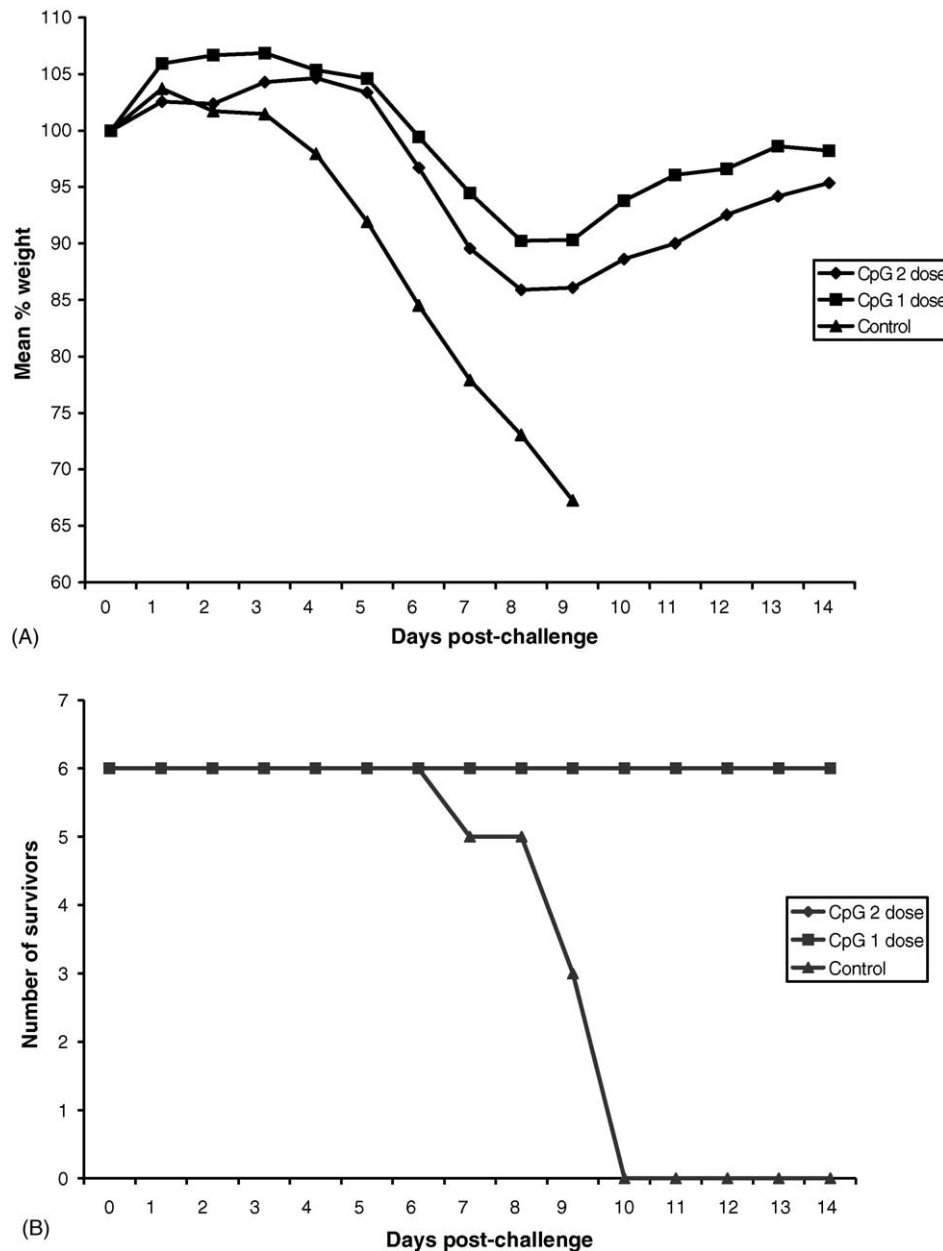 110
105
100
95
90
85
80
75
70
65
60
Mean % weight
0 1 2 3 4 5 6 7 8 9 10 11 12 13 14
Days post-challenge
CpG 2 dose
CpG 1 dose
Control
(A)
7
6
5
4
3
2
1
0
Number of survivors
0 1 2 3 4 5 6 7 8 9 10 11 12 13 14
Days post-challenge
CpG 2 dose
CpG 1 dose
Control
(B)